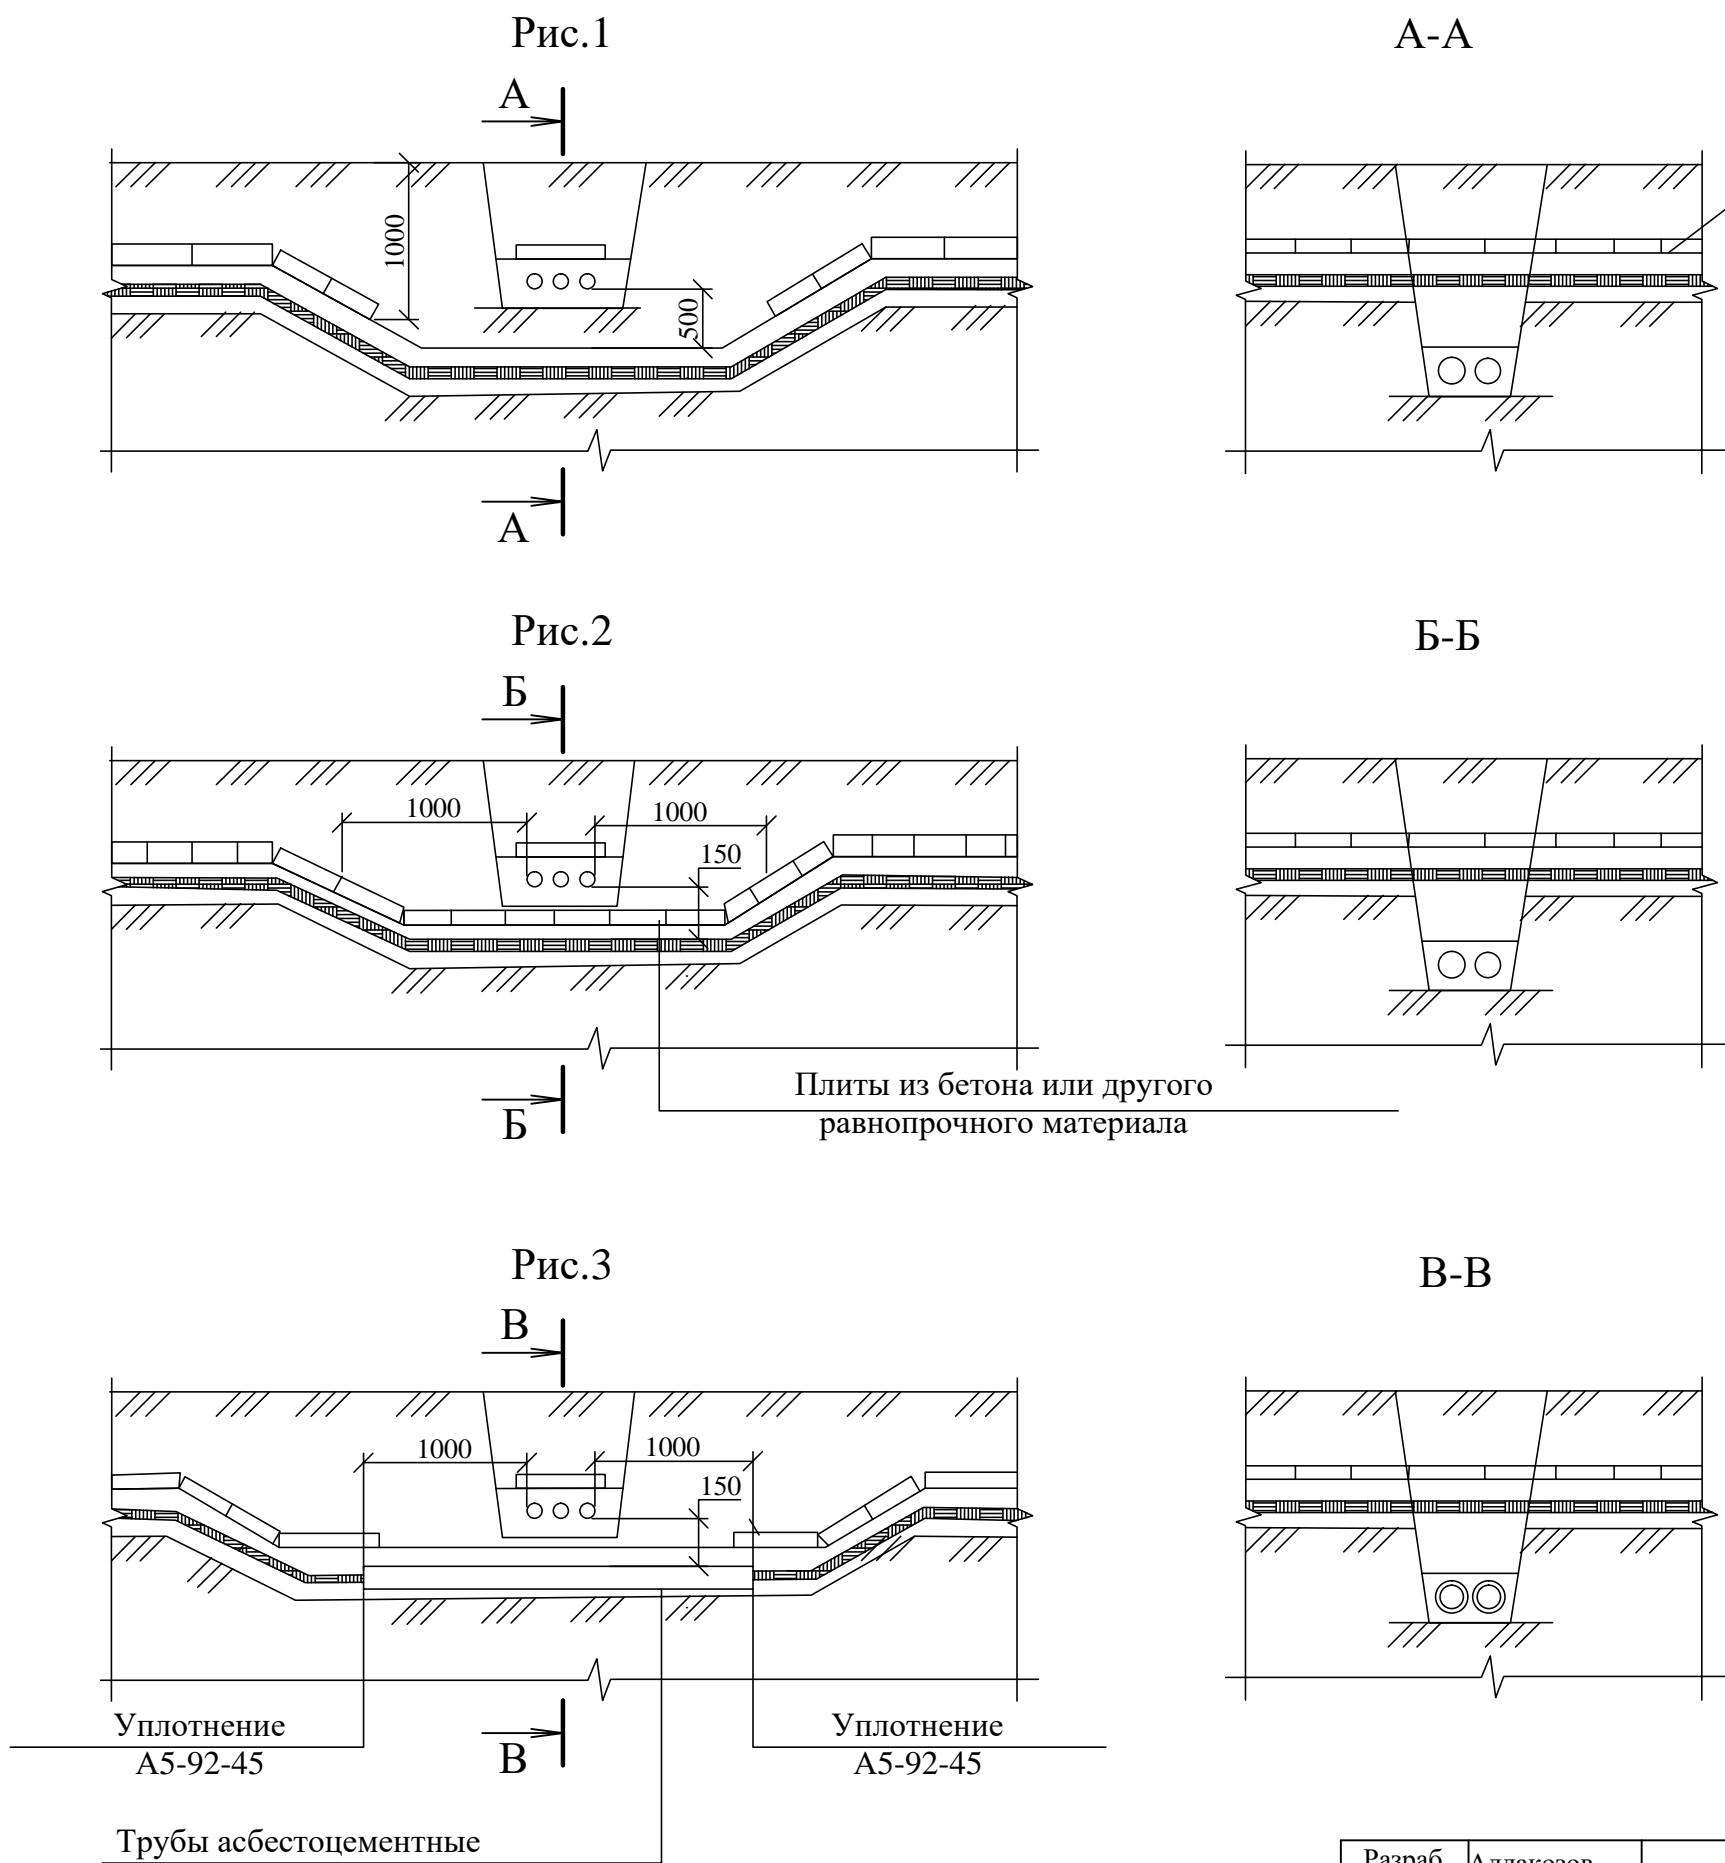 Рис.1
А-А
А
1000
500
А
Рис.2
Б-Б
Б
1000
1000
150
Плиты из бетона или другого
равнопрочного материала
Б
Рис.3
В-В
В
1000
1000
150
Уплотнение
А5-92-45
В
Уплотнение
А5-92-45
Трубы асбестоцементные
Разраб